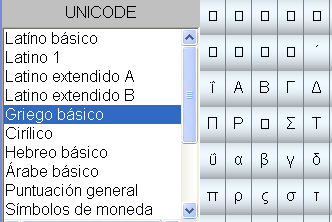 UNICODE
Latíno básico
Latino 1
Latino extendido A
Latino extendido B
Griego básico
Cirílico
Hebreo básico
Árabe básico
Puntuación general
Símbolos de moneda
΄
ΐ Α Γ Δ
Π Ρ Σ Τ
ΰ α β γ δ
π ρ ς σ τ